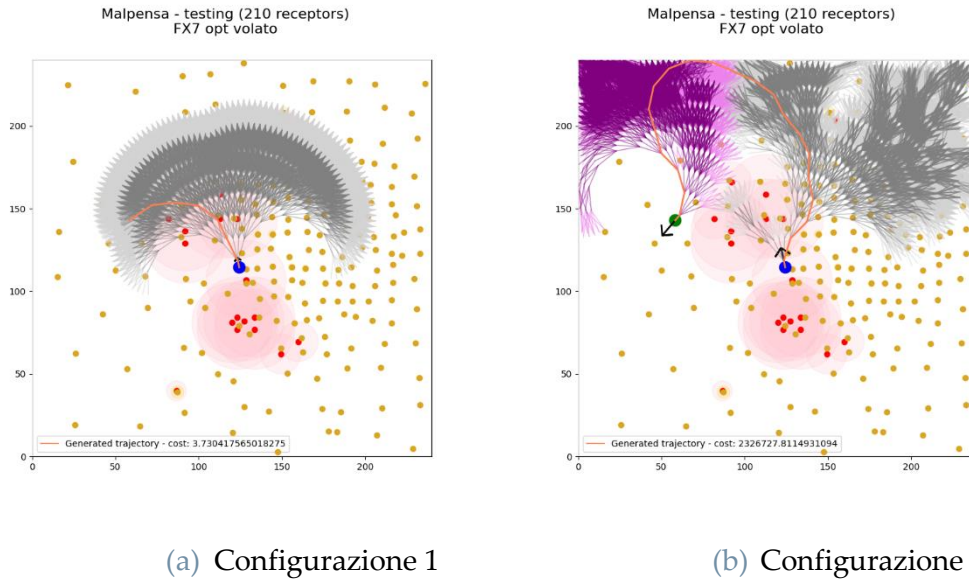 Malpensa - testing (210 receptors)
FX7 opt volato
200
150
100
50
0
0
50
100
150
200
Generated trajectory - cost: 3.730417565018275
(a) Configurazione 1
Malpensa - testing (210 receptors)
FX7 opt volato
200
150
100
50
0
0
50
100
150
200
Generated trajectory - cost: 2326727.8114931094
(b) Configurazione